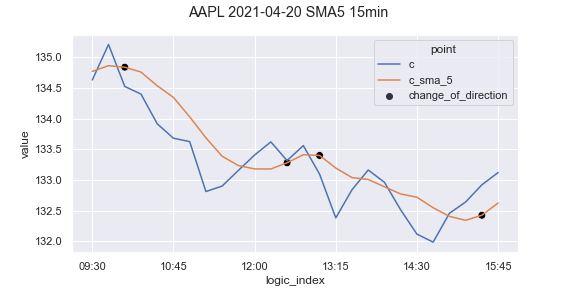 AAPL 2021-04-20 SMA5 15min
point
c
c_sma_5
change_of_direction
135.0
134.5
134.0
133.5
133.0
132.5
132.0
value
09:30 10:45 12:00 13:15 14:30 15:45
logic_index